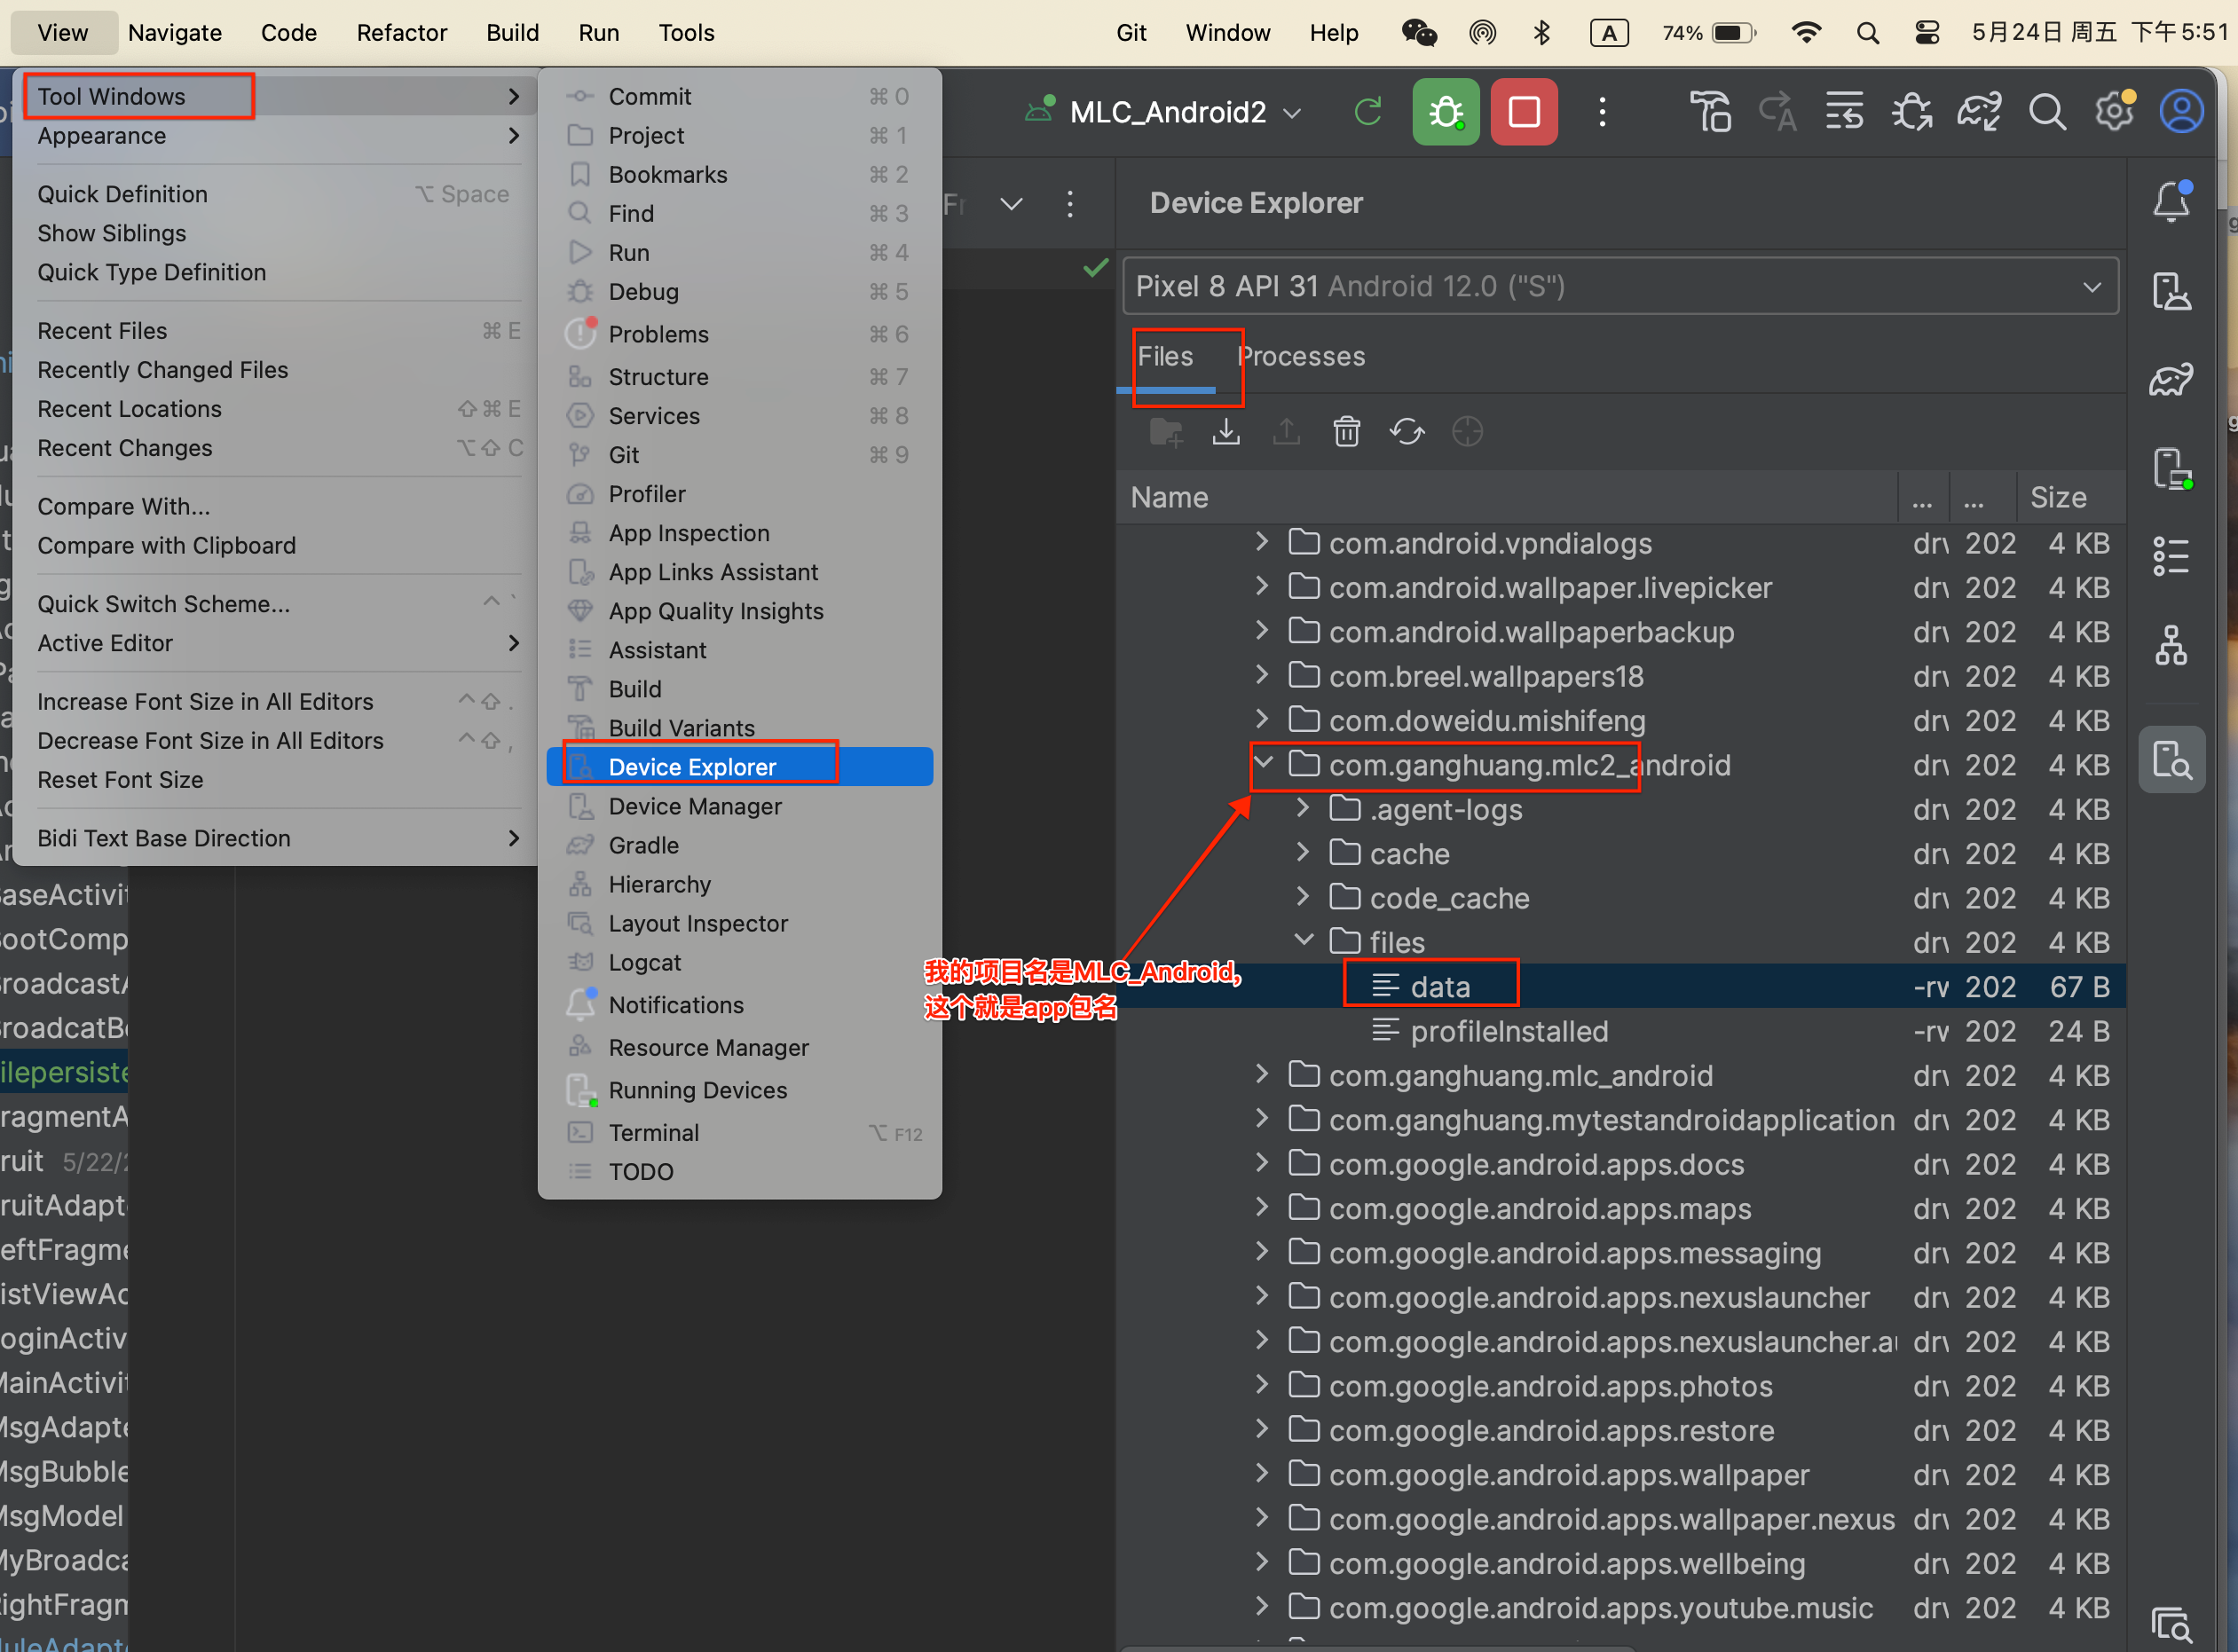 View Navigate Code Refactor Build Run Tools Git Window Help A 74% 5月24日 周五 下午5:51
Tool Windows
Appearance
Quick Definition ⌥ Space
Show Siblings
Quick Type Definition
Recent Files ⌘ E
Recently Changed Files
Recent Locations ⇧⌘ E
Recent Changes ⌥⇧ C
Compare With...
Compare with Clipboard
Quick Switch Scheme... ^ `
Active Editor
Increase Font Size in All Editors ^⇧ .
Decrease Font Size in All Editors ^⇧ ,
Reset Font Size
Bidi Text Base Direction
Commit ⌘ 0
Project ⌘ 1
Bookmarks ⌘ 2
Find ⌘ 3
Run ⌘ 4
Debug ⌘ 5
Problems ⌘ 6
Structure ⌘ 7
Services ⌘ 8
Git ⌘ 9
Profiler
App Inspection
App Links Assistant
App Quality Insights
Assistant
Build
Build Variants
Device Explorer
Device Manager
Gradle
Hierarchy
Layout Inspector
Logcat
Notifications
Resource Manager
Running Devices
Terminal ⌥ F12
TODO
BaseActivit
BootComp
BroadcastA
BroadcatBe
ilepersiste
ragmentA
ruit 5/22/2
ruitAdapt
eftFragme
istViewAc
oginActiv
MainActivit
MsgAdapte
MsgBubble
MsgModel
MyBroadca
RightFragm
我的项目名是MLC_Android,
这个就是app包名
MLC_Android2
Device Explorer
Pixel 8 API 31 Android 12.0 ("S")
Files Processes
Name ... ... Size
com.android.vpndialogs drv 202 4 KB
com.android.wallpaper.livepicker drv 202 4 KB
com.android.wallpaperbackup drv 202 4 KB
com.breel.wallpapers18 drv 202 4 KB
com.doweidu.mishifeng drv 202 4 KB
com.ganghuang.mlc2_android drv 202 4 KB
.agent-logs drv 202 4 KB
cache drv 202 4 KB
code_cache drv 202 4 KB
files drv 202 4 KB
data -rv 202 67 B
profileInstalled -rv 202 24 B
com.ganghuang.mlc_android drv 202 4 KB
com.ganghuang.mytestandroidapplication drv 202 4 KB
com.google.android.apps.docs drv 202 4 KB
com.google.android.apps.maps drv 202 4 KB
com.google.android.apps.messaging drv 202 4 KB
com.google.android.apps.nexuslauncher drv 202 4 KB
com.google.android.apps.nexuslauncher.a drv 202 4 KB
com.google.android.apps.photos drv 202 4 KB
com.google.android.apps.restore drv 202 4 KB
com.google.android.apps.wallpaper drv 202 4 KB
com.google.android.apps.wallpaper.nexus drv 202 4 KB
com.google.android.apps.wellbeing drv 202 4 KB
com.google.android.apps.youtube.music drv 202 4 KB